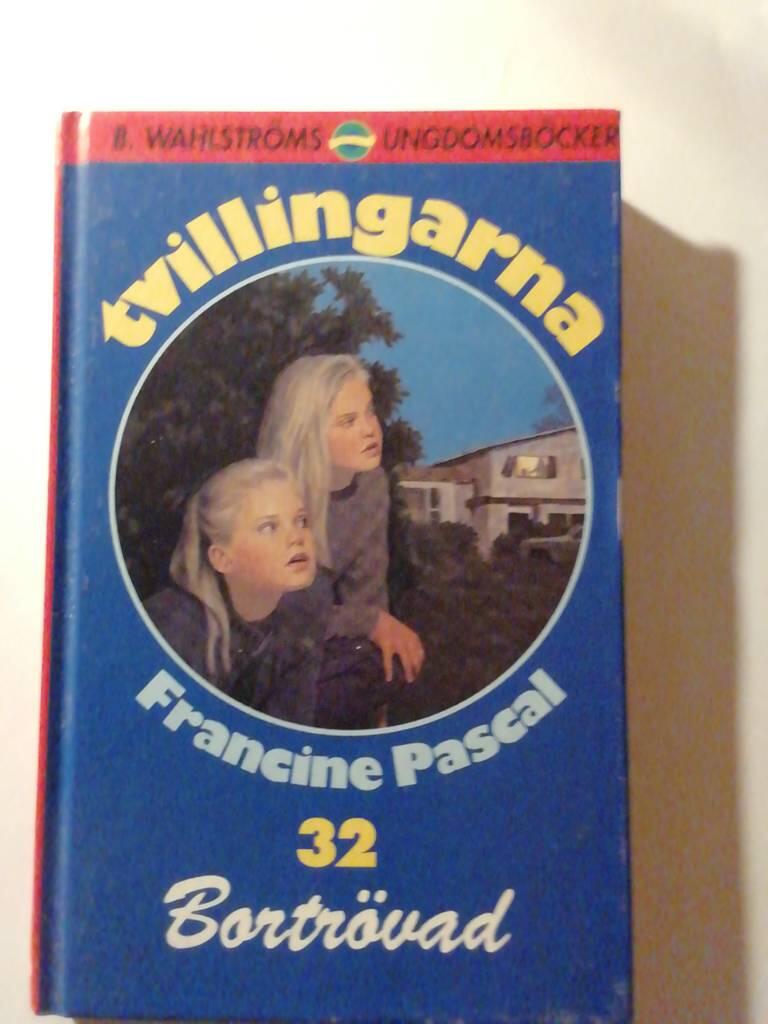 B. WAHLSTRÖMS UNGDOMSBÖCKER
tvillingarna
Francine Pascal
32
Bortrövad